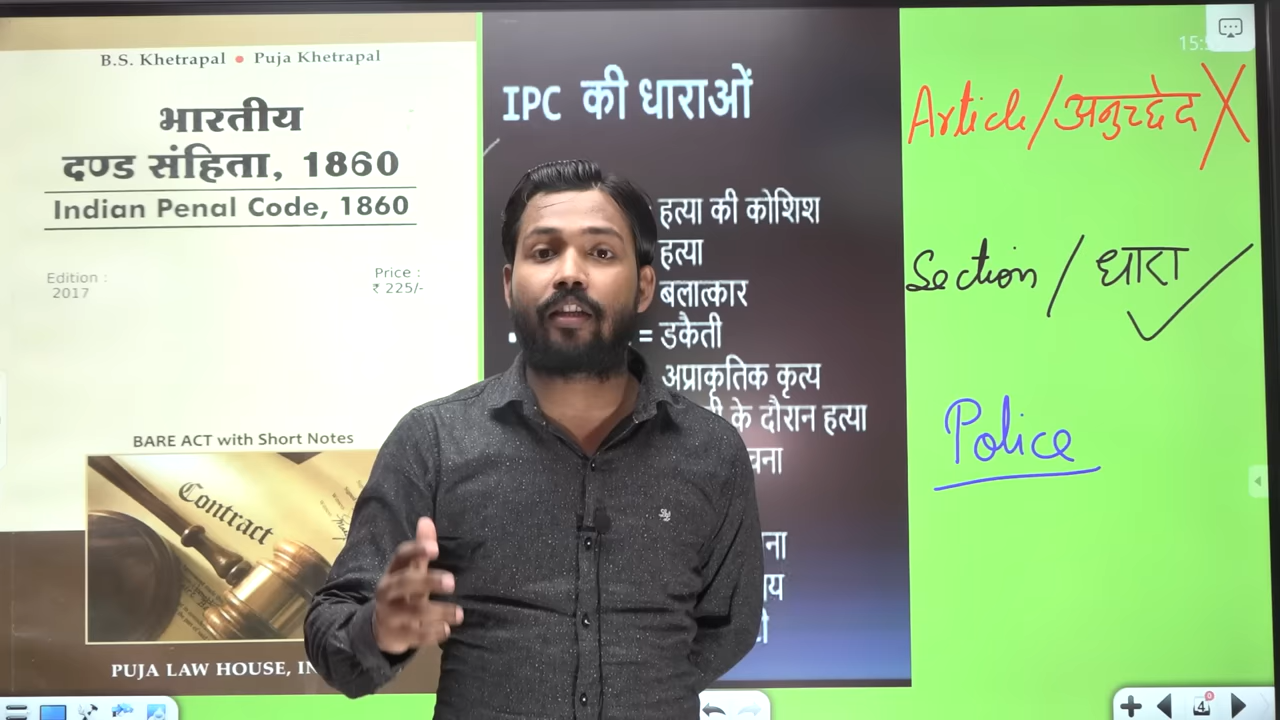 B.S. Khetrapal • Puja Khetrapal
भारतीय
दण्ड संहिता, 1860
Indian Penal Code, 1860
Edition :
2017
Price :
₹ 225/-
BARE ACT with Short Notes
Contract
PUJA LAW HOUSE,
IPC की धाराओं
हत्या की कोशिश
हत्या
बलात्कार
= डकैती
अप्राकृतिक कृत्य
के दौरान हत्या
Article/अनुच्छेद X
Section / धारा ✓
Police
4